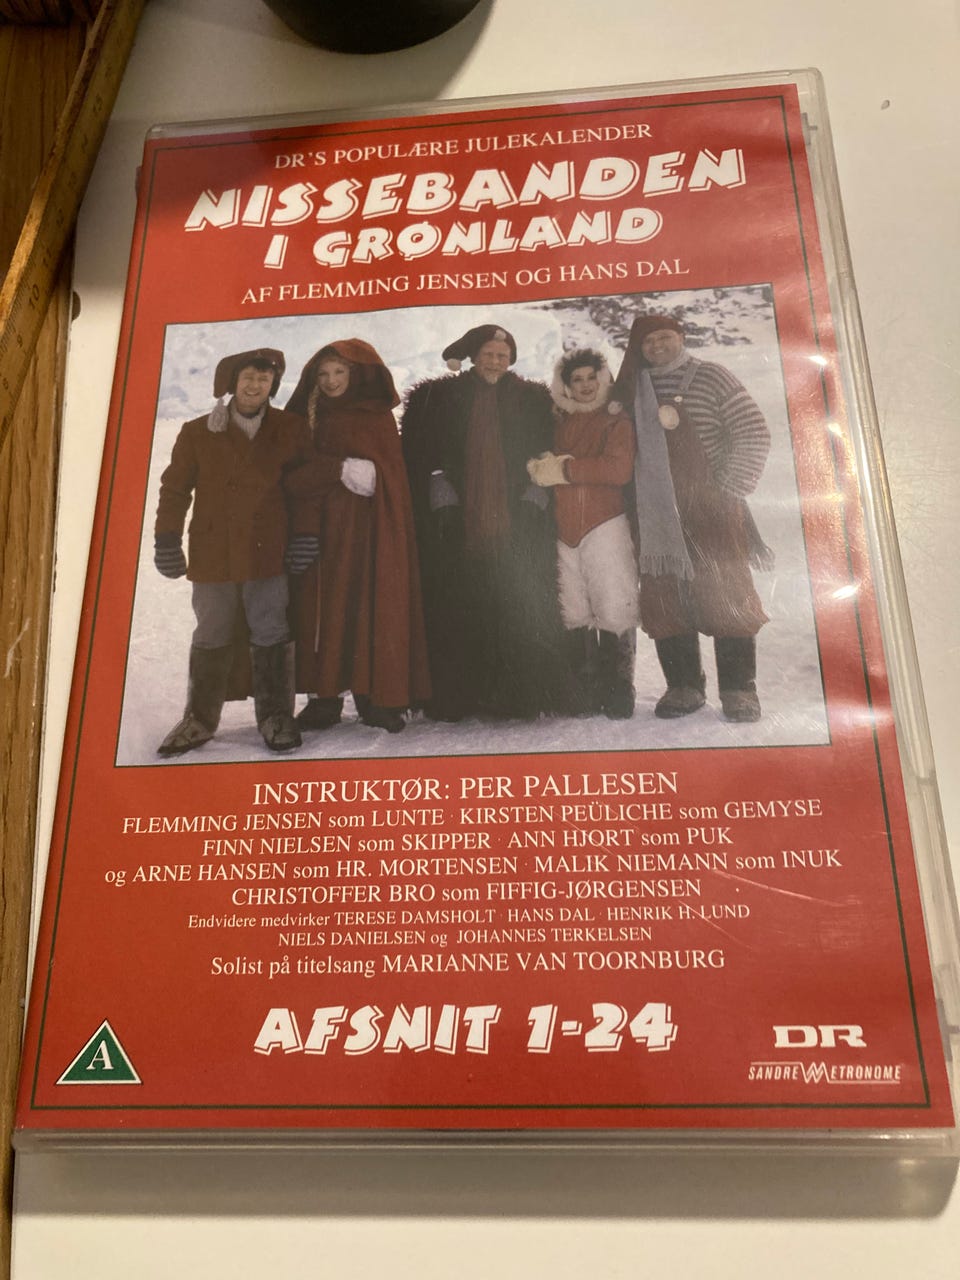 DR'S POPULÆRE JULEKALENDER
NISSEBANDEN
I GRØNLAND
AF FLEMMING JENSEN OG HANS DAL
INSTRUKTØR: PER PALLESEN
FLEMMING JENSEN som LUNTE · KIRSTEN PEÜLICHE som GEMYSE
FINN NIELSEN som SKIPPER · ANN HJORT som PUK
og ARNE HANSEN som HR. MORTENSEN · MALIK NIEMANN som INUK
CHRISTOFFER BRO som FIFFIG-JØRGENSEN
Endvidere medvirker TERESE DAMSHOLT · HANS DAL · HENRIK H. LUND
NIELS DANIELSEN og JOHANNES TERKELSEN
Solist på titelsang MARIANNE VAN TOORNBURG
AFSNIT 1-24
A
DR
SANDREW METRONOME